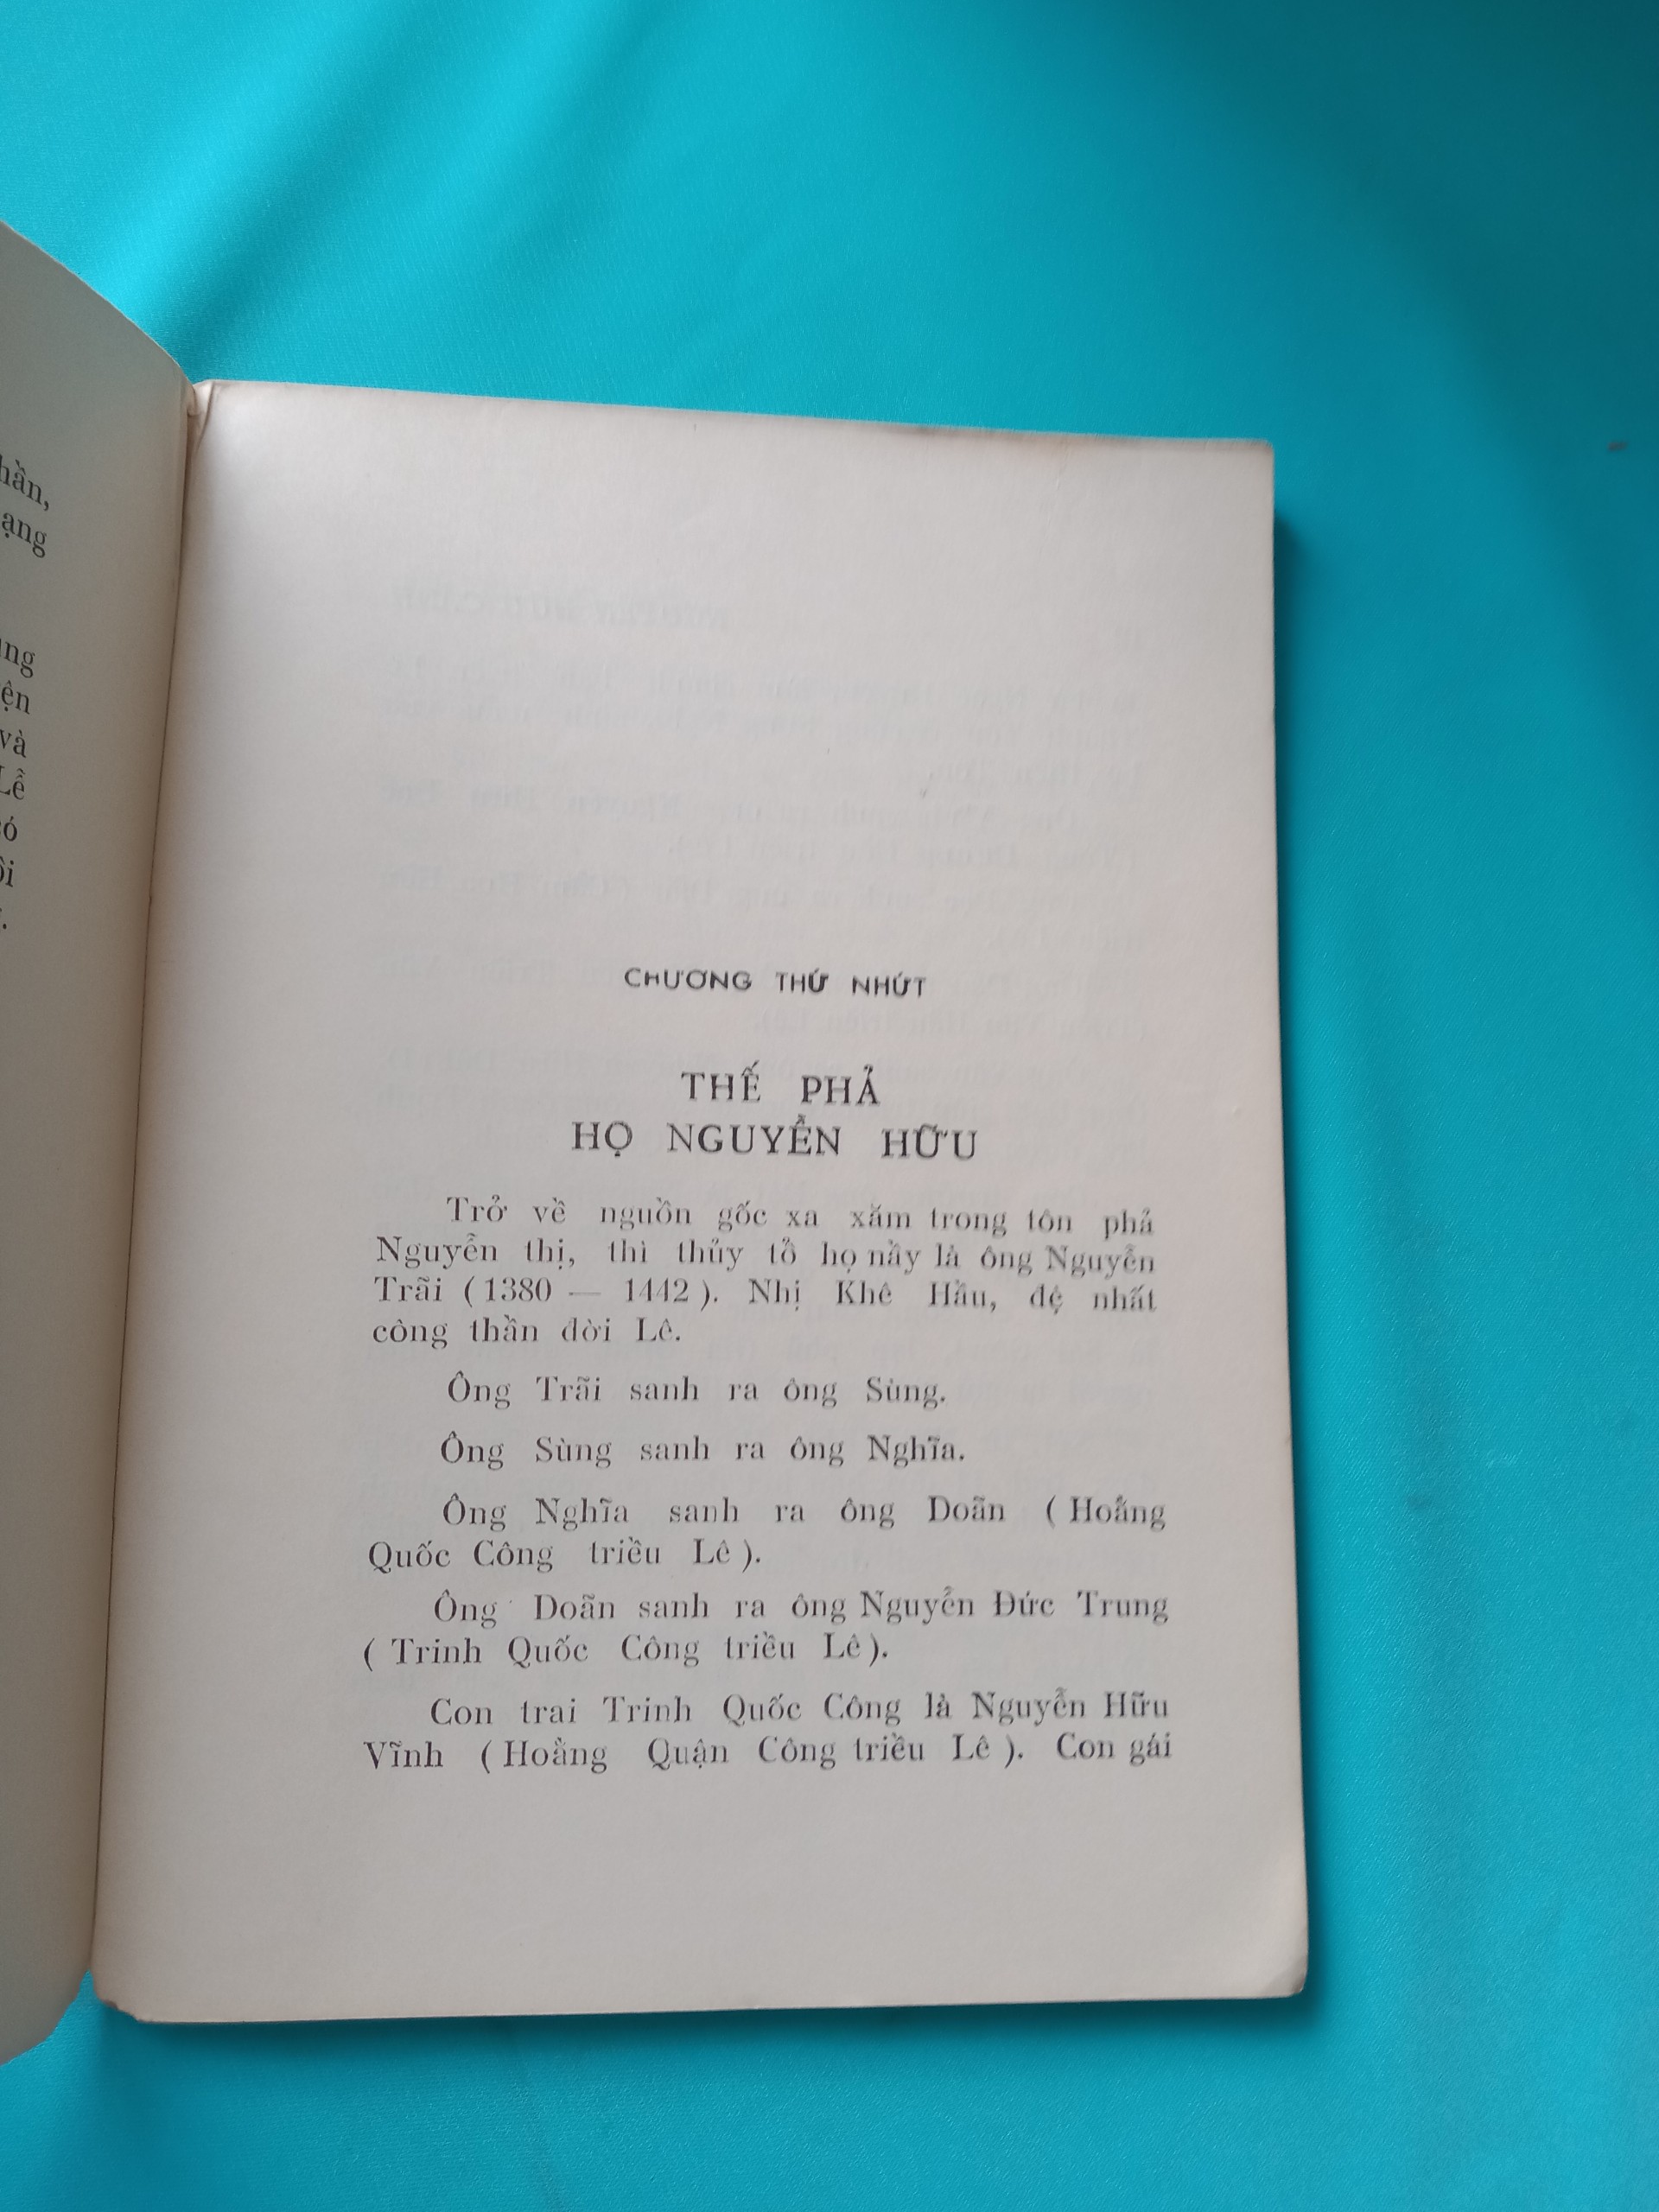 ạng
và
CHƯƠNG THỨ NHỨT
THẾ PHẢ
HỌ NGUYỄN HỮU
Trở về nguồn gốc xa xăm trong tôn phả
Nguyễn thị, thì thủy tổ họ nầy là ông Nguyễn
Trãi (1380 — 1442). Nhị Khê Hầu, đệ nhất
công thần đời Lê.
Ông Trãi sanh ra ông Sùng.
Ông Sùng sanh ra ông Nghĩa.
Ông Nghĩa sanh ra ông Doãn (Hoằng
Quốc Công triều Lê).
Ông Doãn sanh ra ông Nguyễn Đức Trung
(Trinh Quốc Công triều Lê).
Con trai Trinh Quốc Công là Nguyễn Hữu
Vĩnh (Hoằng Quận Công triều Lê). Con gái